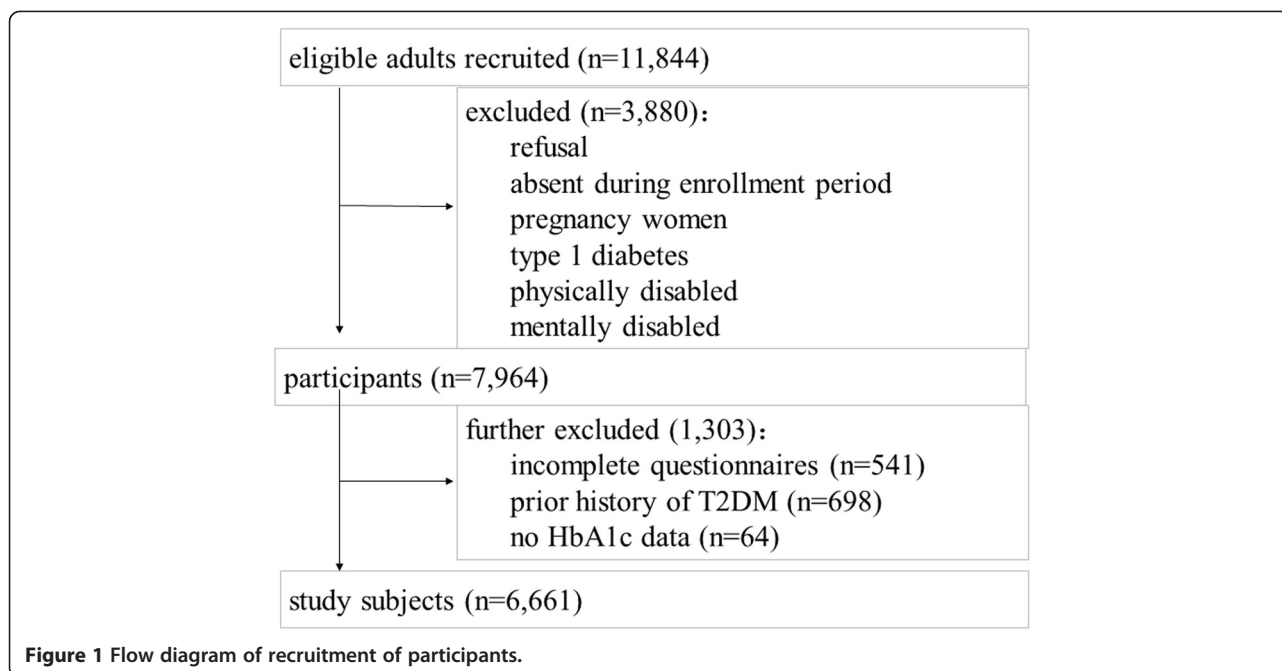 eligible adults recruited (n=11,844)
excluded (n=3,880)：
refusal
absent during enrollment period
pregnancy women
type 1 diabetes
physically disabled
mentally disabled
participants (n=7,964)
further excluded (1,303)：
incomplete questionnaires (n=541)
prior history of T2DM (n=698)
no HbA1c data (n=64)
study subjects (n=6,661)
Figure 1 Flow diagram of recruitment of participants.